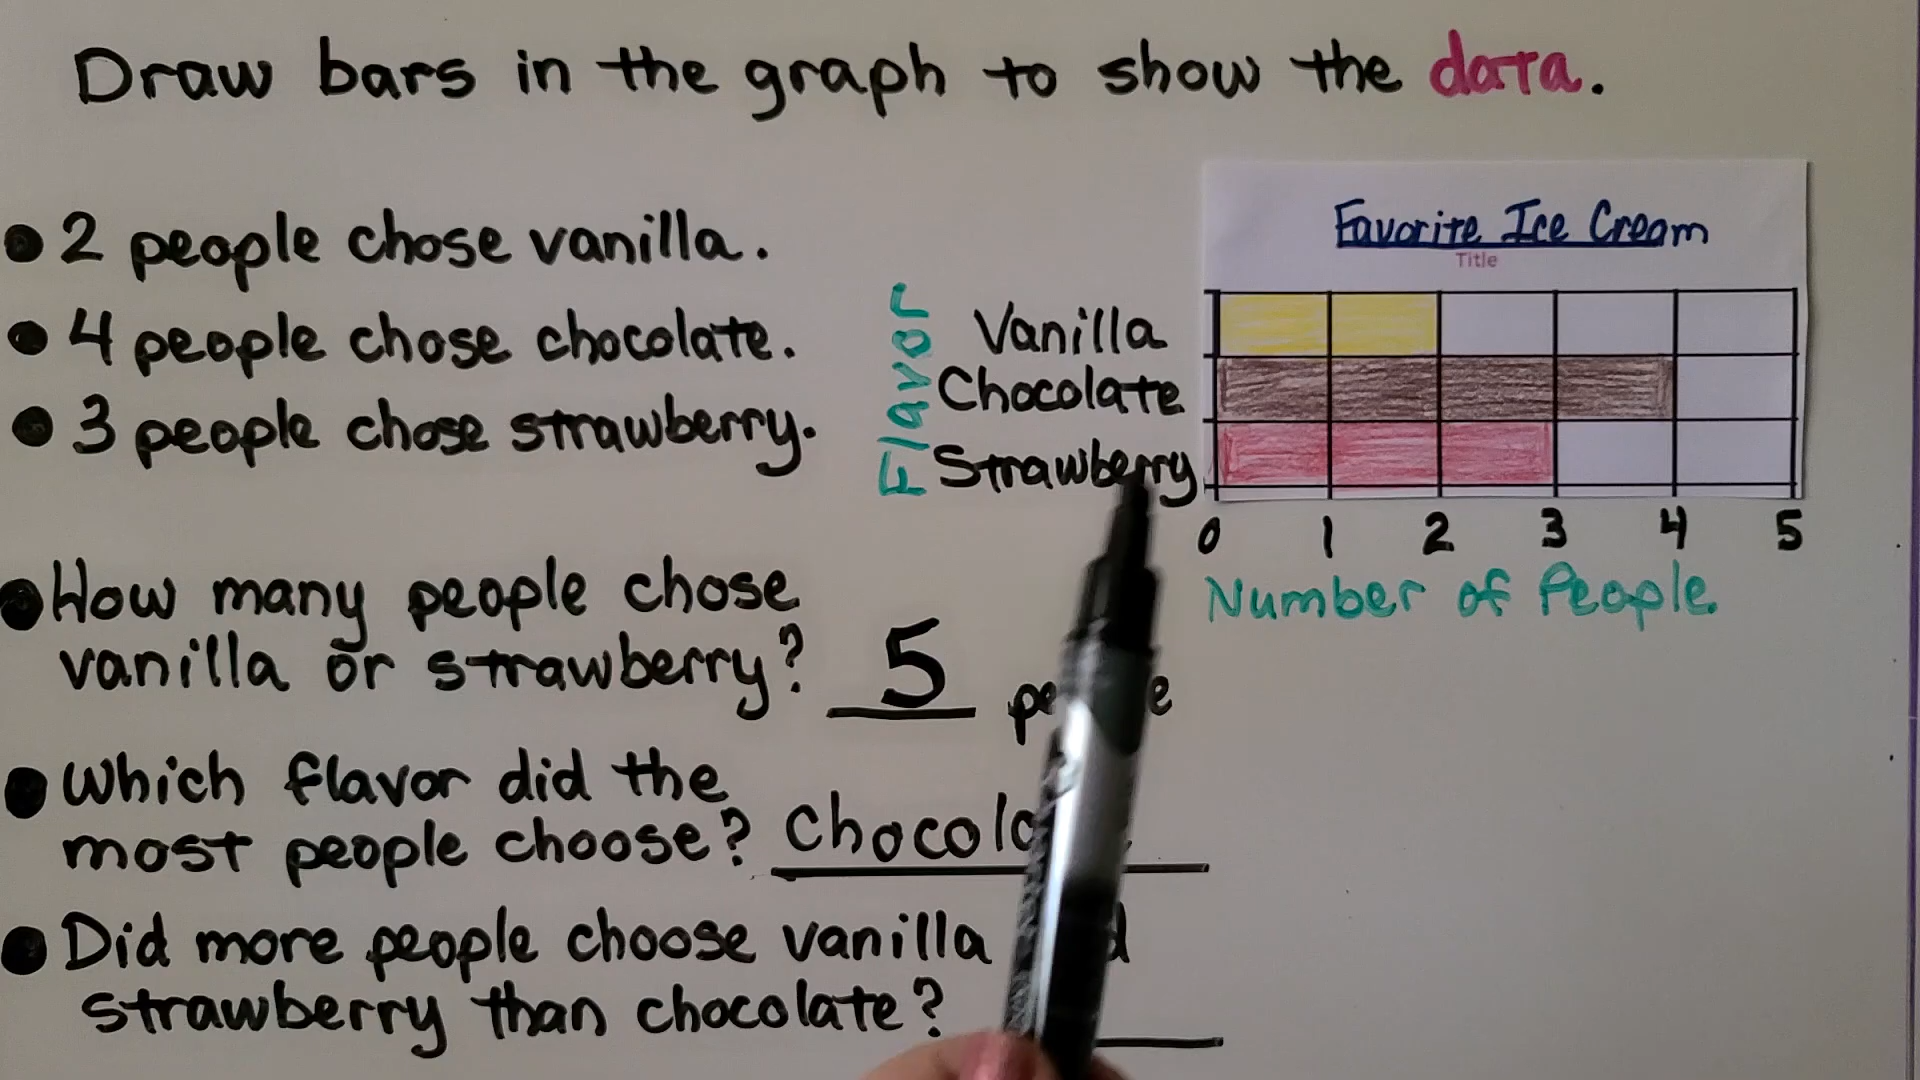 Draw bars in the graph to show the data.
• 2 people chose vanilla.
• 4 people chose chocolate.
• 3 people chose strawberry.
Favorite Ice Cream
Title
Flavor
Vanilla
Chocolate
Strawberry
0 1 2 3 4 5
Number of People
• How many people chose
vanilla or strawberry? 5
• Which flavor did the
most people choose?
• Did more people choose vanilla
strawberry than chocolate?